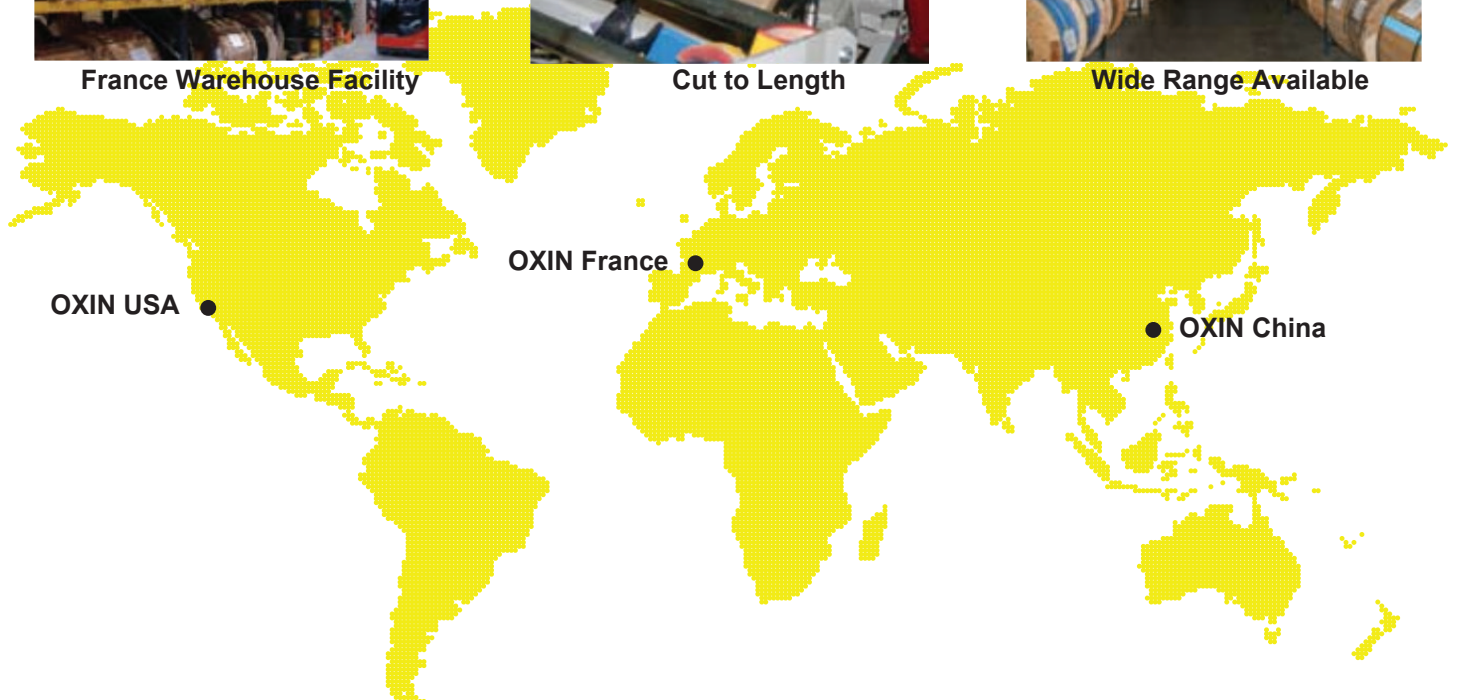 France Warehouse Facility
Cut to Length
Wide Range Available
OXIN France
OXIN USA
OXIN China